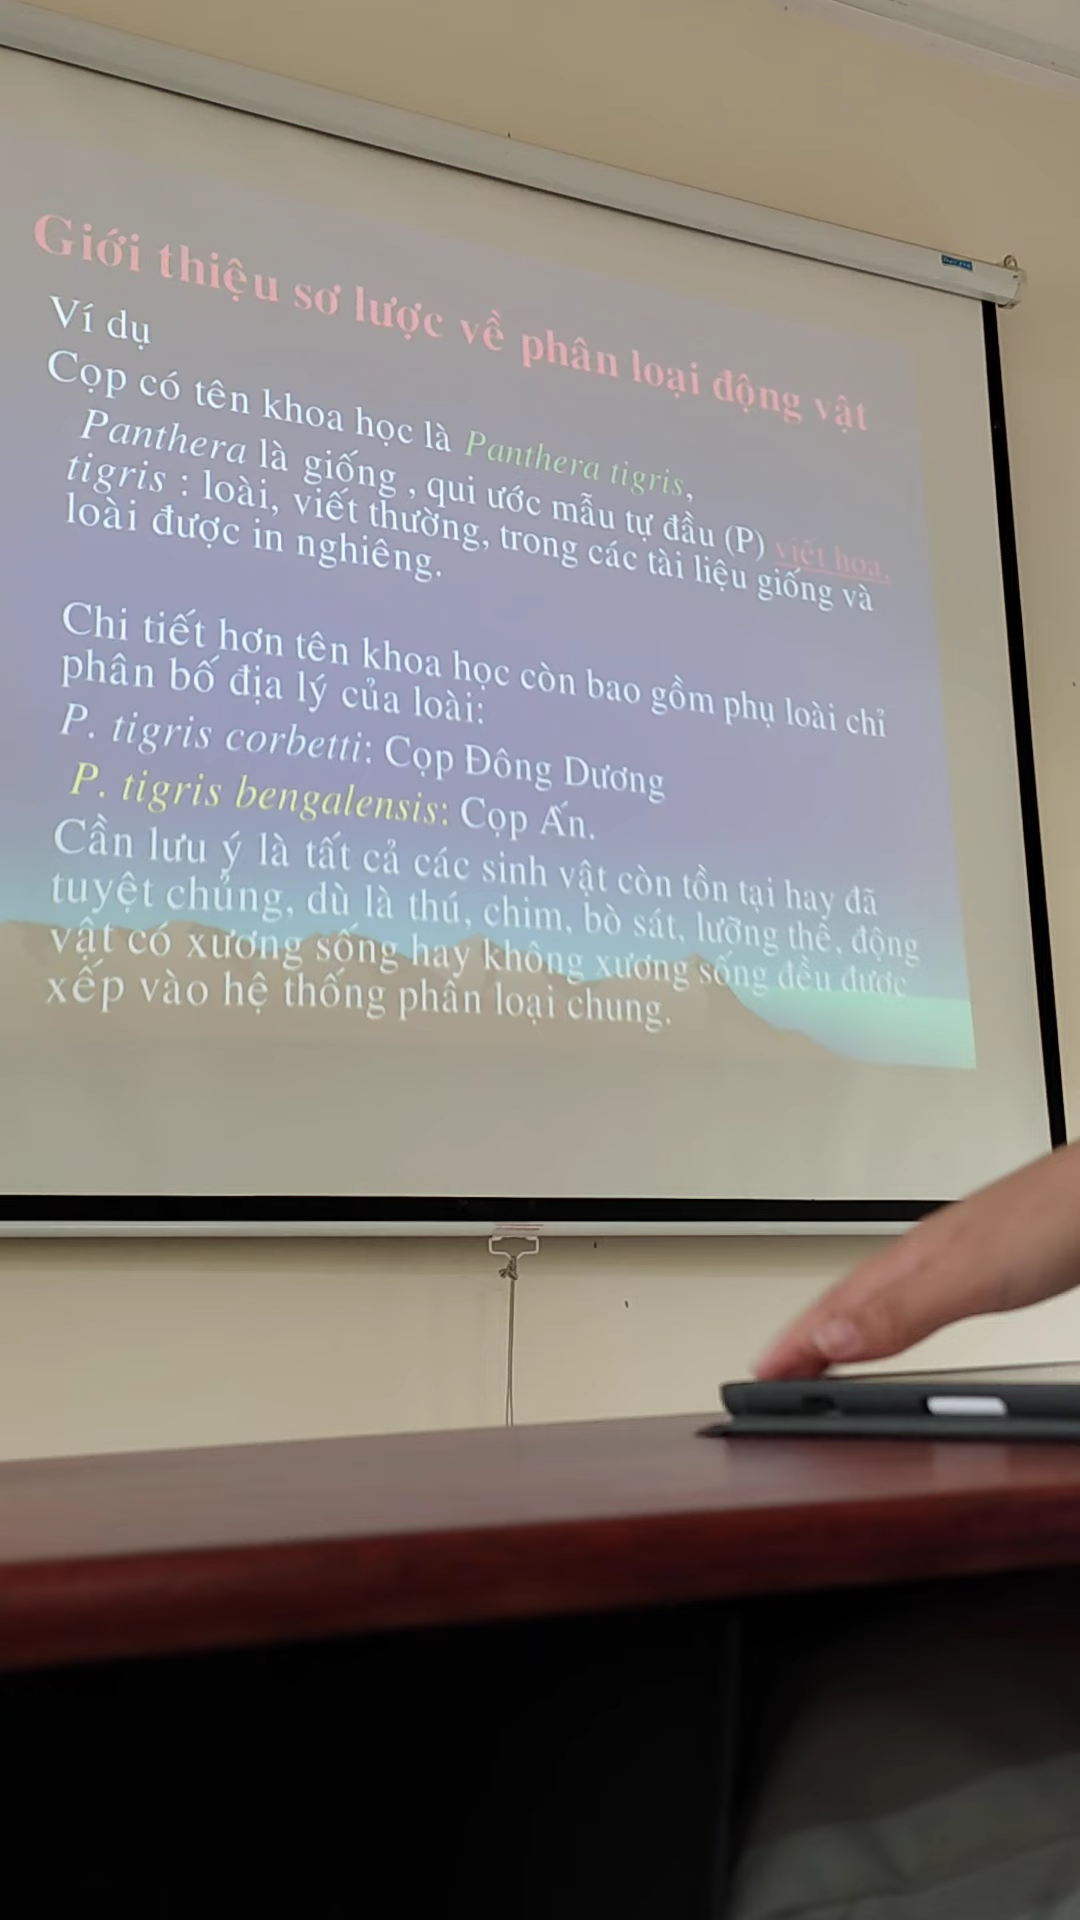 Giới thiệu sơ lược về phân loại động vật
Ví dụ
Cọp có tên khoa học là Panthera tigris,
Panthera là giống , qui ước mẫu tự đầu (P) viết hoa,
tigris : loài, viết thường, trong các tài liệu giống và
loài được in nghiêng.
Chi tiết hơn tên khoa học còn bao gồm phụ loài chỉ
phân bố địa lý của loài:
P. tigris corbetti: Cọp Đông Dương
P. tigris bengalensis: Cọp Ấn.
Cần lưu ý là tất cả các sinh vật còn tồn tại hay đã
tuyệt chủng, dù là thú, chim, bò sát, lưỡng thê, động
vật có xương sống hay không xương sống đều được
xếp vào hệ thống phân loại chung.